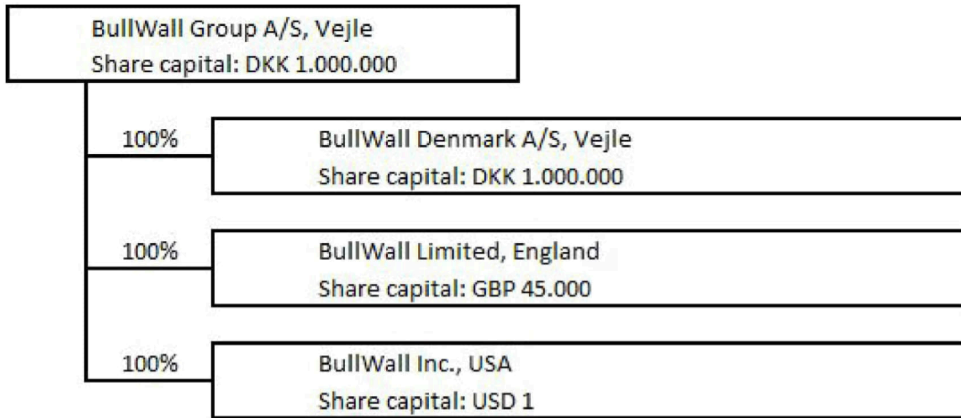 BullWall Group A/S, Vejle
Share capital: DKK 1.000.000
100%
BullWall Denmark A/S, Vejle
Share capital: DKK 1.000.000
100%
BullWall Limited, England
Share capital: GBP 45.000
100%
BullWall Inc., USA
Share capital: USD 1